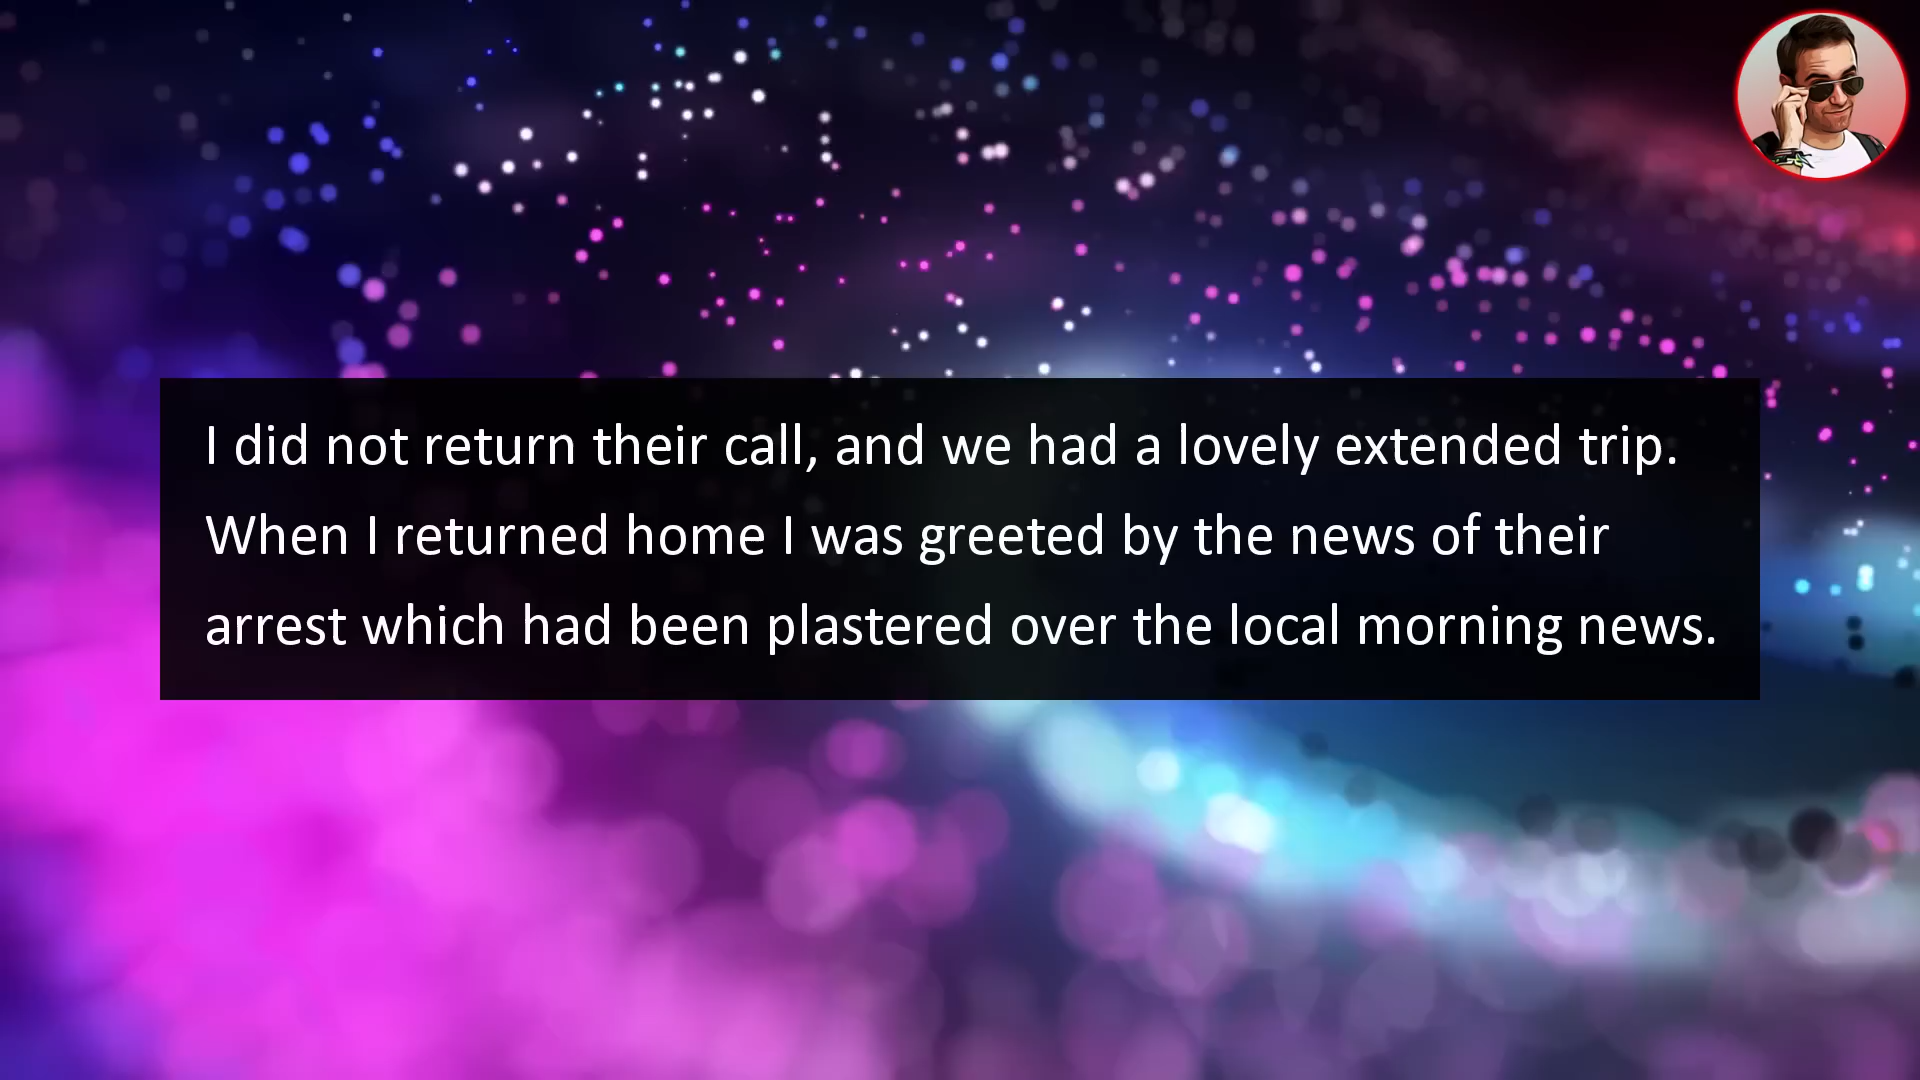 I did not return their call, and we had a lovely extended trip.
When I returned home I was greeted by the news of their
arrest which had been plastered over the local morning news.